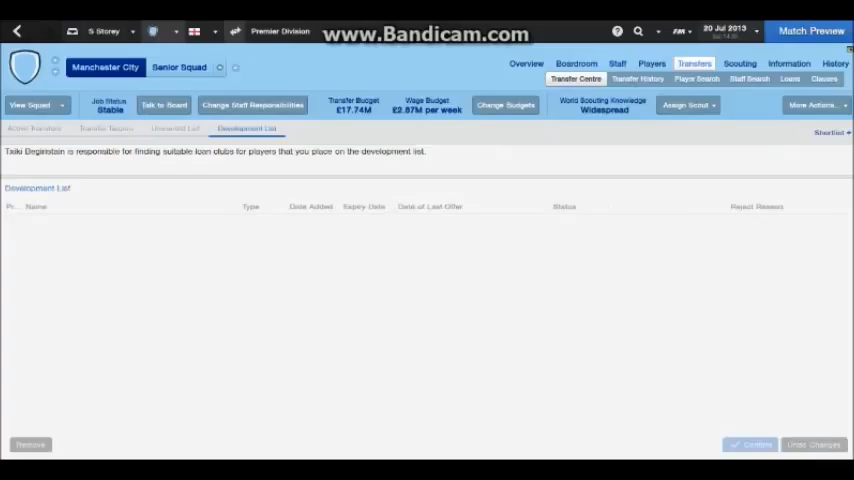 www.Bandicam.com
S Storey
Premier Division
FM
20 Jul 2013
Match Preview
Overview Boardroom Staff Players Transfers Scouting Information History
Manchester City Senior Squad
Transfer Centre Transfer History Player Search Staff Search Loans Clauses
View Squad
Job Status
Stable
Talk to Board
Change Staff Responsibilities
Transfer Budget
£17.74M
Wage Budget
£2.87M per week
Change Budgets
World Scouting Knowledge
Widespread
Assign Scout
More Actions...
Active Transfers Transfer Targets Unwanted List Development List
Shortlist
Txiki Begiristain is responsible for finding suitable loan clubs for players that you place on the development list.
Development List
Pr... Name Type Date Added Expiry Date Date of Last Offer Status Reject Reason
Remove
Confirm
Undo Changes